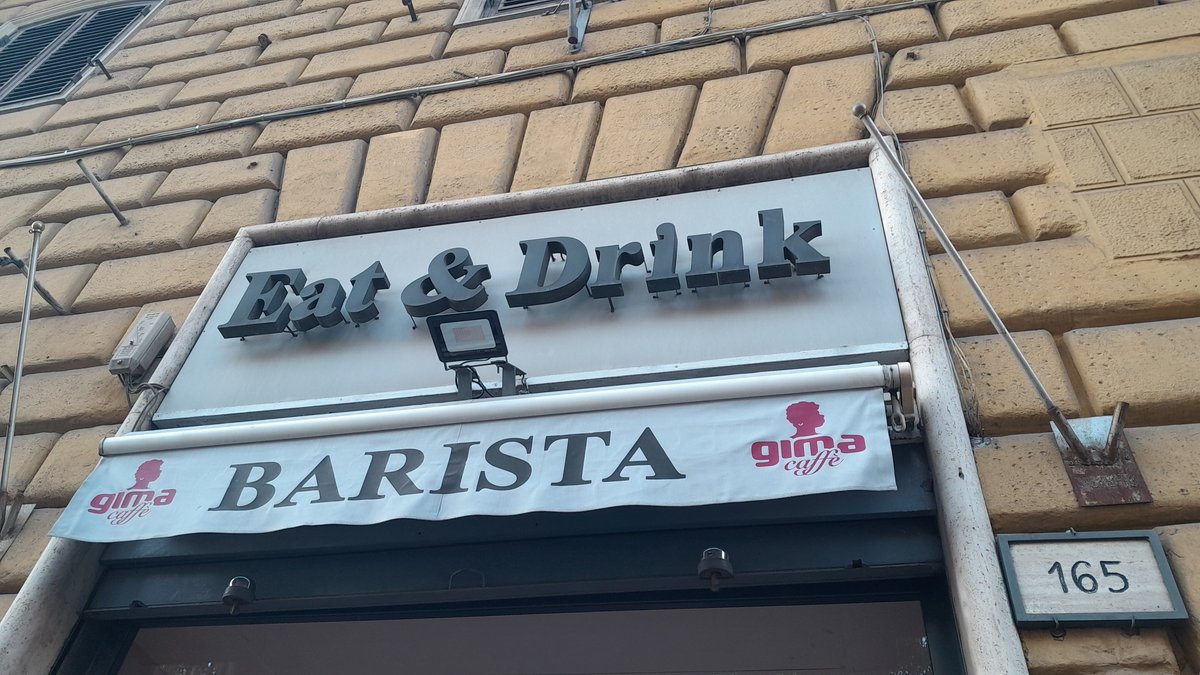 Eat & Drink
gima
caffè
BARISTA
gima
caffè
165